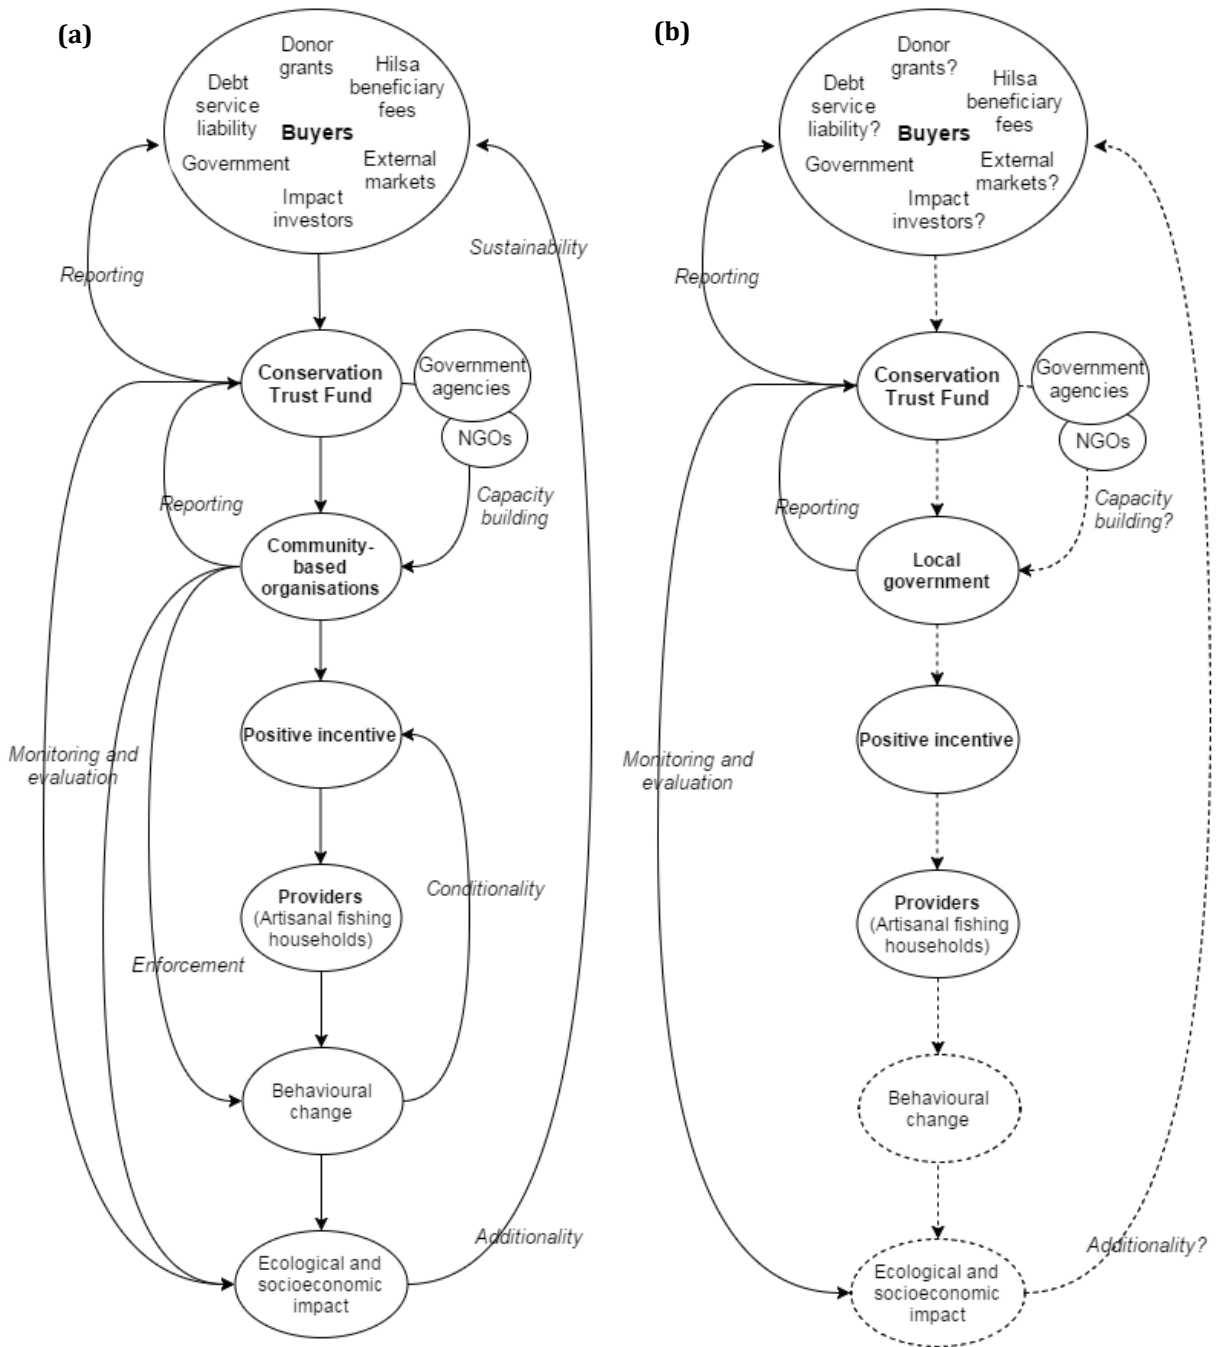 (a)
Donor
grants
Hilsa
beneficiary
fees
Debt
service
liability
Buyers
Government
External
markets
Impact
investors
Sustainability
Reporting
Conservation
Trust Fund
Government
agencies
NGOs
Reporting
Capacity
building
Community-
based
organisations
Positive incentive
Monitoring and
evaluation
Providers
(Artisanal fishing
households)
Conditionality
Enforcement
Behavioural
change
Additionality
Ecological and
socioeconomic
impact
(b)
Donor
grants?
Hilsa
beneficiary
fees
Debt
service
liability?
Buyers
Government
External
markets?
Impact
investors?
Reporting
Conservation
Trust Fund
Government
agencies
NGOs
Reporting
Capacity
building?
Local
government
Positive incentive
Monitoring and
evaluation
Providers
(Artisanal fishing
households)
Behavioural
change
Additionality?
Ecological and
socioeconomic
impact